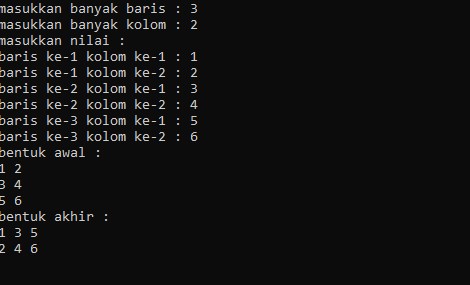 masukkan banyak baris : 3
masukkan banyak kolom : 2
masukkan nilai :
baris ke-1 kolom ke-1 : 1
baris ke-1 kolom ke-2 : 2
baris ke-2 kolom ke-1 : 3
baris ke-2 kolom ke-2 : 4
baris ke-3 kolom ke-1 : 5
baris ke-3 kolom ke-2 : 6
bentuk awal :
1 2
3 4
5 6
bentuk akhir :
1 3 5
2 4 6